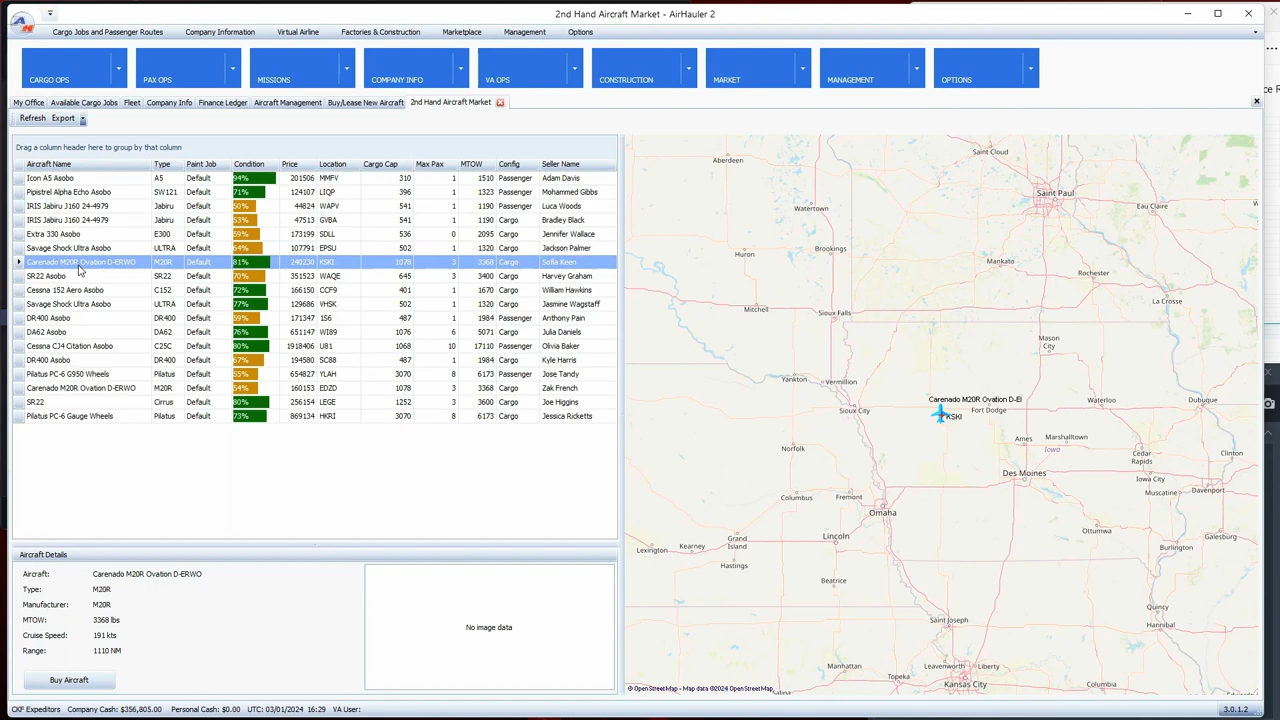 2nd Hand Aircraft Market - AirHauler 2
Cargo Jobs and Passenger Routes Company Information Virtual Airline Factories & Construction Marketplace Management Options
CARGO OPS PAX OPS MISSIONS COMPANY INFO VA OPS CONSTRUCTION MARKET MANAGEMENT OPTIONS
My Office Available Cargo Jobs Fleet Company Info Finance Ledger Aircraft Management Buy/Lease New Aircraft 2nd Hand Aircraft Market
Refresh Export
Drag a column header here to group by that column
Aircraft Name Type Paint Job Condition Price Location Cargo Cap Max Pax MTOW Config Seller Name
Icon A5 Asobo A5 Default 94% 201506 MMFV 310 1 1510 Passenger Adam Davis
Pipistrel Alpha Echo Asobo SW121 Default 71% 124107 LIQP 396 1 1323 Passenger Mohammed Gibbs
IRIS Jabiru J160 24-4979 Jabiru Default 50% 44824 WAPV 541 1 1190 Passenger Lucas Power
IRIS Jabiru J160 24-4979 Jabiru Default 53% 47513 GVBA 541 1 1190 Cargo Bradley Black
Extra 330 Asobo E300 Default 59% 173199 SDLL 536 0 2095 Cargo Jennifer Wallace
Savage Shock Ultra Asobo ULTRA Default 64% 107791 EPSU 502 1 1320 Cargo Jackson Palmer
Carenado M20R Ovation D-ERWO M20R Default 81% 240230 KSKI 1078 3 3368 Cargo Sofia Keen
SR22 Asobo SR22 Default 70% 351523 WAQE 645 3 3400 Cargo Harvey Graham
Cessna 152 Aero Asobo C152 Default 72% 166150 CCF9 401 1 1670 Cargo William Hawkins
Savage Shock Ultra Asobo ULTRA Default 77% 129686 VHSK 502 1 1320 Cargo Jasmine Wagstaff
DR400 Asobo DR400 Default 59% 171347 1S6 487 1 1984 Passenger Anthony Pain
DA62 Asobo DA62 Default 76% 651047 WI89 1076 6 5071 Cargo Julia Daniels
Cessna CJ4 Citation Asobo C25C Default 80% 1918406 U81 1068 10 17110 Passenger Olivia Baker
DR400 Asobo DR400 Default 67% 194580 SC88 487 1 1984 Cargo Kyle Harris
Pilatus PC-6 G950 Wheels Pilatus Default 55% 654827 YLAH 3070 8 6173 Passenger Jose Tandy
Carenado M20R Ovation D-ERWO M20R Default 54% 160153 EDZD 1078 3 3368 Cargo Zak French
SR22 Cirrus Default 80% 256154 LEGE 1252 3 3600 Cargo Joe Higgins
Pilatus PC-6 Gauge Wheels Pilatus Default 73% 869134 HKRI 3070 8 6173 Passenger Jessica Ricketts
Aircraft Details
Aircraft: Carenado M20R Ovation D-ERWO
Type: M20R
Manufacturer: M20R
MTOW: 3368 lbs
Cruise Speed: 191 kts
Range: 1110 NM
No image data
Buy Aircraft
Saint Cloud
Aberdeen
Saint Paul
Willmar
Watertown
Eau Claire
Red Wing
Huron
Brookings
Mankato
La Crosse
Rochester
Mitchell
Sioux Falls
Albert Lea
Mason City
Yankton
Vermillion
Carenado M20R Ovation D-El
Sioux City
Fort Dodge
Waterloo
Dubuque
KSKI
Ames
Marshalltown
Norfolk
Iowa
Cedar Rapids
Clinton
Des Moines
Iowa City
Davenport
Columbus
Fremont
Muscatine
Omaha
Ottumwa
Galesburg
Lincoln
Burlington
Lexington
Kearney
Grand Island
Hastings
Beatrice
Quincy
Saint Joseph
Hannibal
Manhattan
Leavenworth
Liberty
Columbia
Kansas City
© OpenStreetMap - Map data ©2024 OpenStreetMap
CKF Expeditors Company Cash: $356,805.00 Personal Cash: $0.00 UTC: 03/01/2024 16:29 VA User: 3.0.1.2